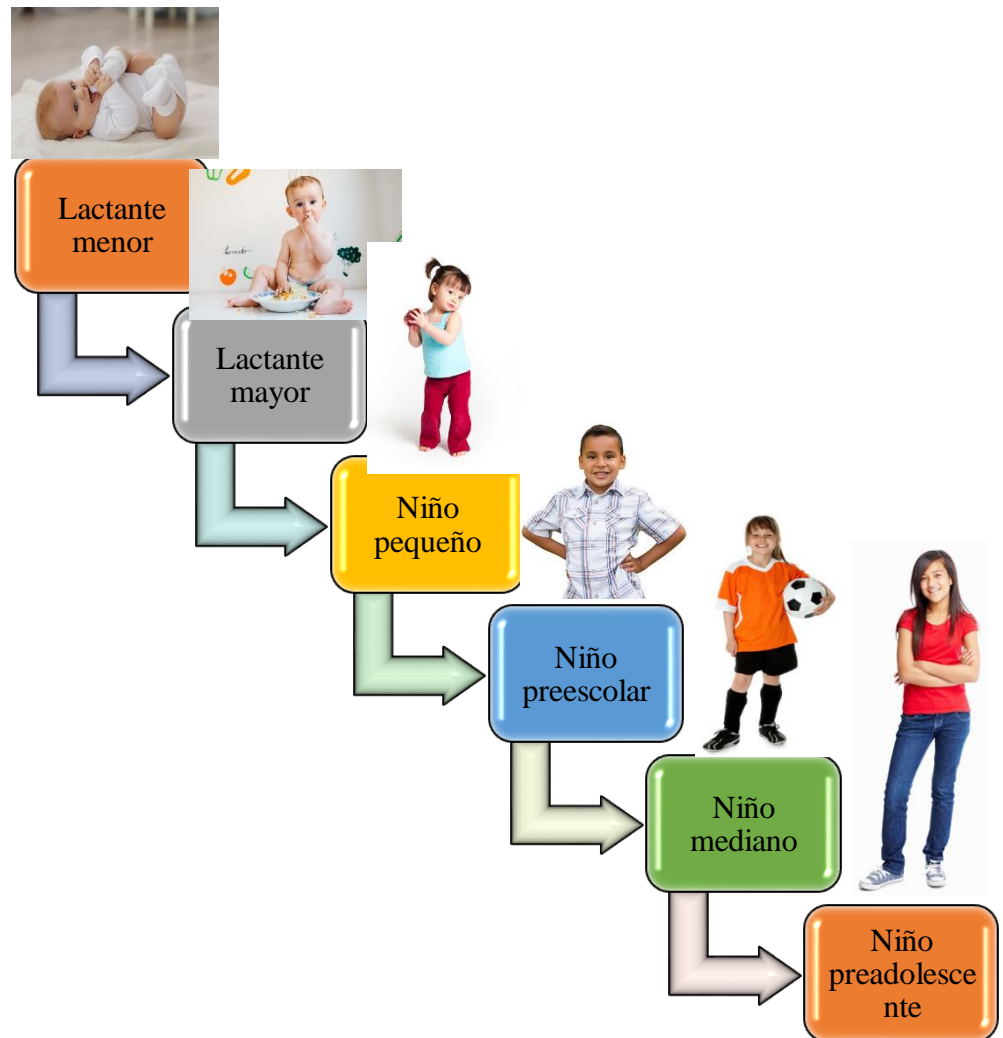 Lactante
menor
Lactante
mayor
Niño
pequeño
Niño
preescolar
Niño
mediano
Niño
preadolesce
nte